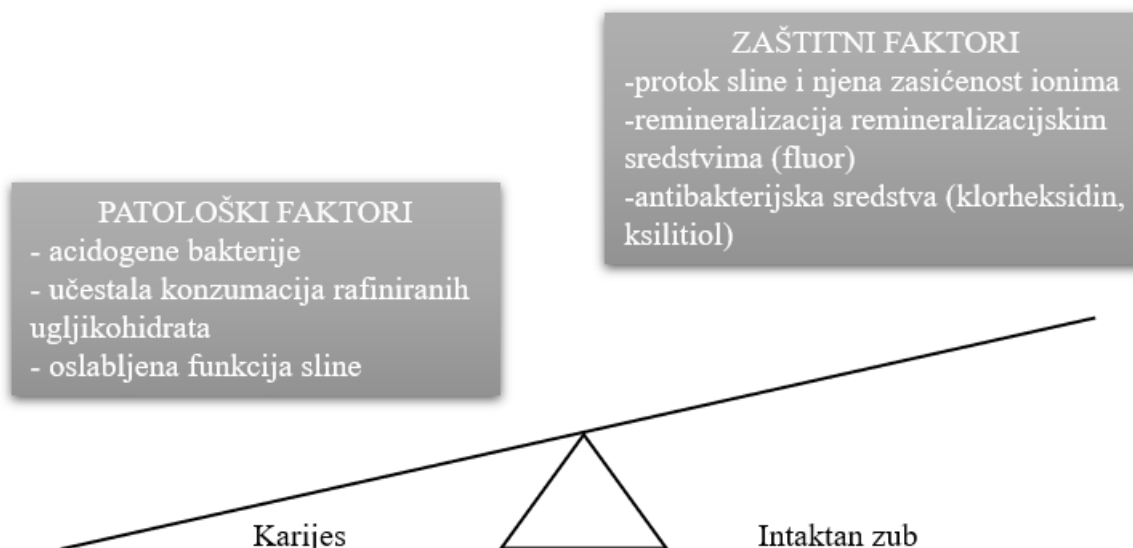 PATOLOŠKI FAKTORI
- acidogene bakterije
- učestala konzumacija rafiniranih
ugljikohidrata
- oslabljena funkcija sline
ZAŠTITNI FAKTORI
-protok sline i njena zasićenost ionima
-remineralizacija remineralizacijskim
sredstvima (fluor)
-antibakterijska sredstva (klorheksidin,
ksilitiol)
Karijes
Intaktan zub